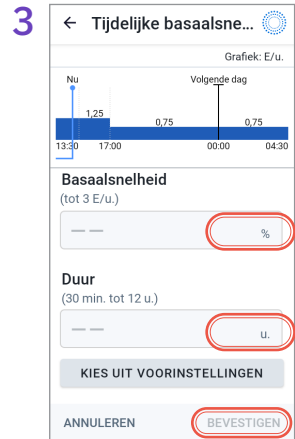 3
Tijdelijke basaalsne...
Grafiek: E/u.
Nu Volgende dag
1,25 0,75 0,75
13:30 17:00 00:00 04:30
Basaalsnelheid
(tot 3 E/u.)
— — %
Duur
(30 min. tot 12 u.)
— — u.
KIES UIT VOORINSTELLINGEN
ANNULEREN BEVESTIGEN